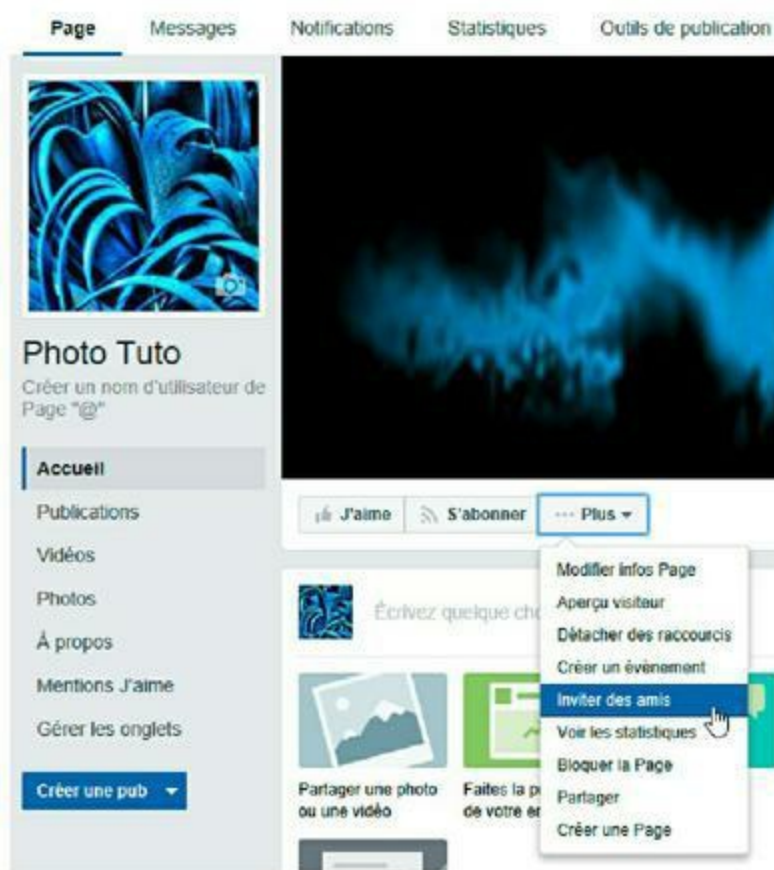 Page Messages Notifications Statistiques Outils de publication
Photo Tuto
Créer un nom d'utilisateur de
Page "@"
Accueil
Publications
Vidéos
Photos
À propos
Mentions J'aime
Gérer les onglets
Créer une pub
J'aime S'abonner ··· Plus
Modifier infos Page
Aperçu visiteur
Détacher des raccourcis
Créer un évènement
Inviter des amis
Voir les statistiques
Bloquer la Page
Partager
Créer une Page
Écrivez quelque
Partager une photo
ou une vidéo
Faites la
de votre